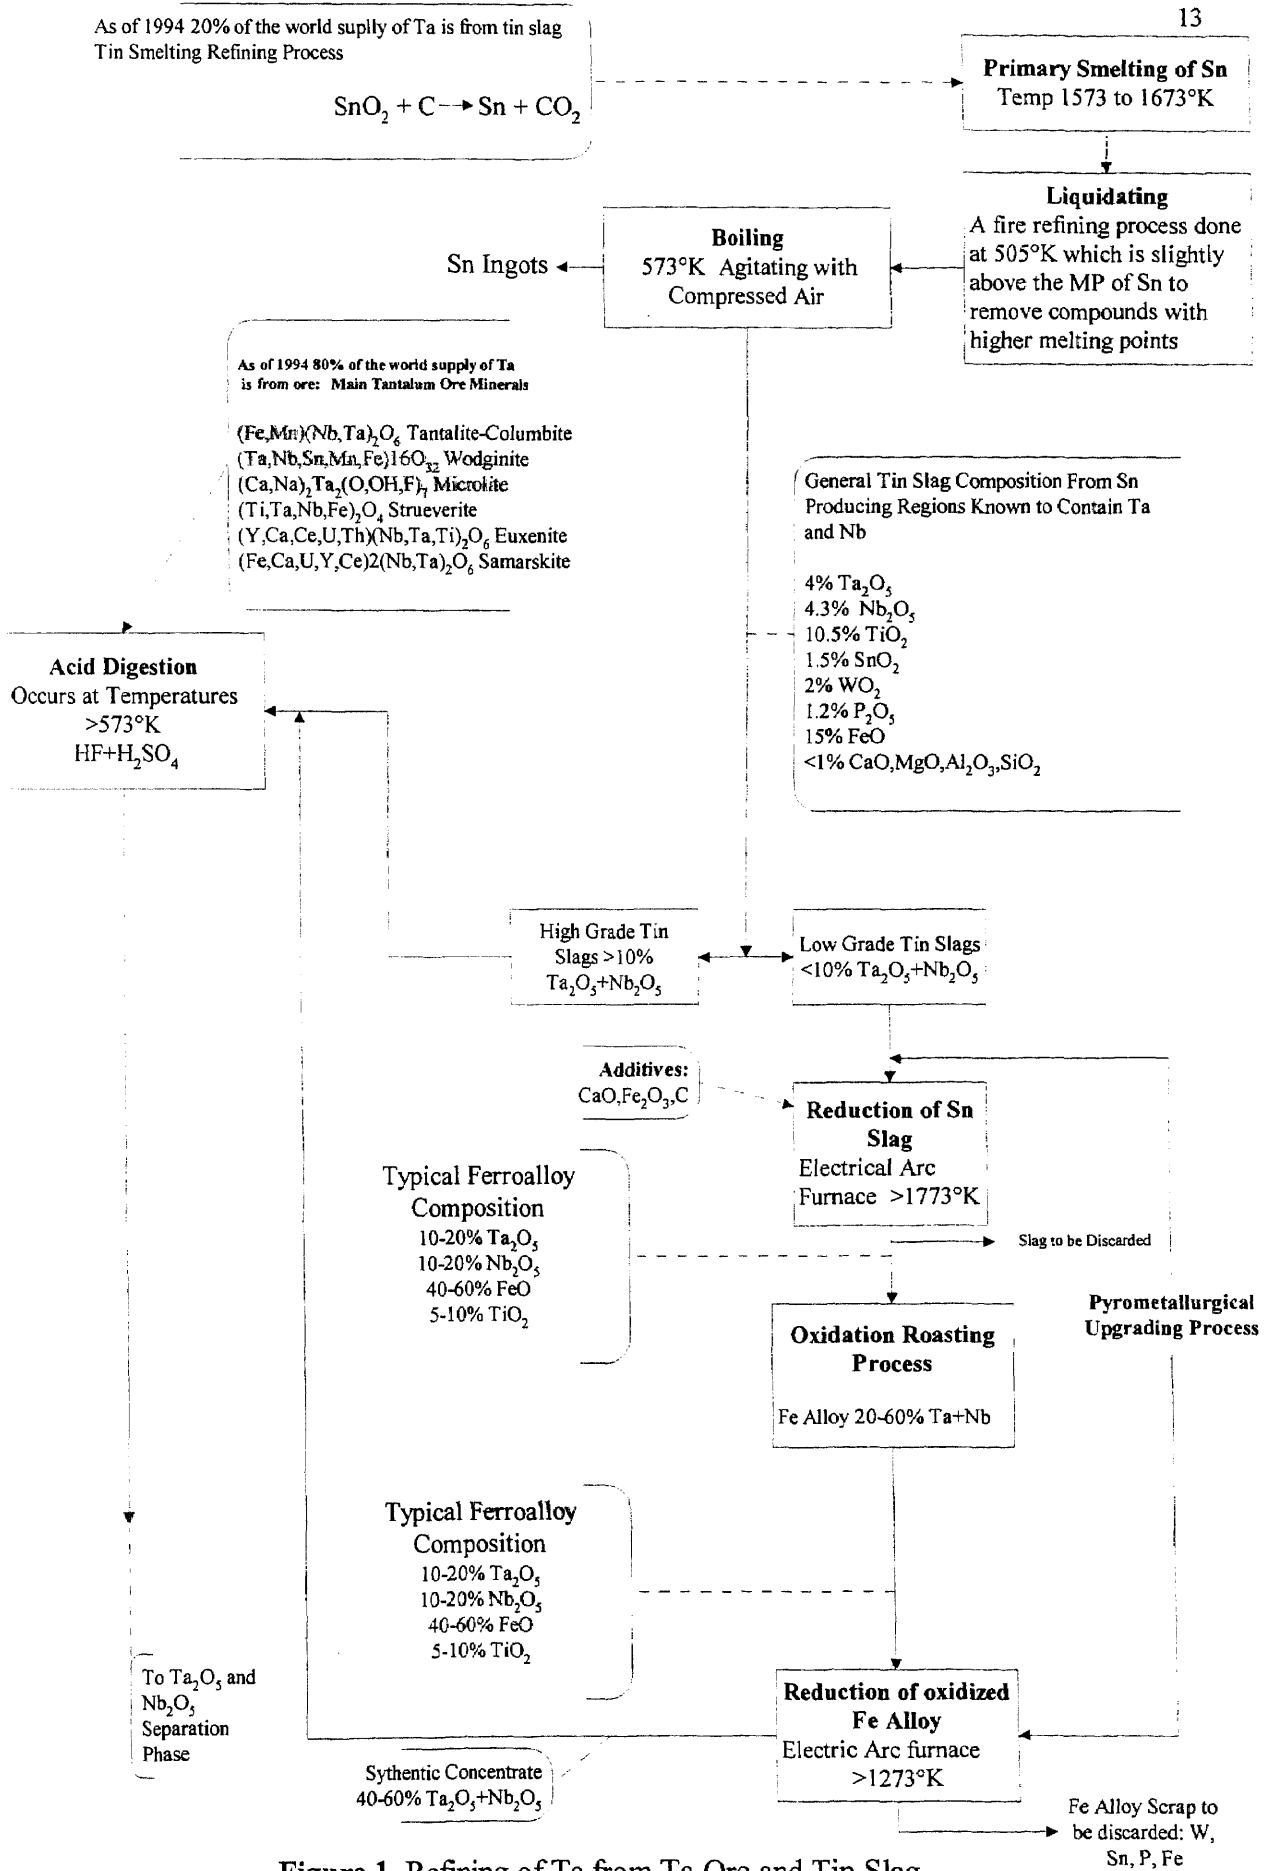 13
As of 1994 20% of the world suplly of Ta is from tin slag
Tin Smelting Refining Process
SnO₂ + C → Sn + CO₂
Primary Smelting of Sn
Temp 1573 to 1673°K
Liquidating
A fire refining process done
at 505°K which is slightly
above the MP of Sn to
remove compounds with
higher melting points
Boiling
573°K Agitating with
Compressed Air
Sn Ingots
As of 1994 80% of the world supply of Ta
is from ore: Main Tantalum Ore Minerals
(Fe,Mn)(Nb,Ta)₂O₆ Tantalite-Columbite
(Ta,Nb,Sn,Mn,Fe)16O₃₂ Wodginite
(Ca,Na)₂Ta₂(O,OH,F)₇ Microlite
(Ti,Ta,Nb,Fe)₂O₄ Strueverite
(Y,Ca,Ce,U,Th)(Nb,Ta,Ti)₂O₆ Euxenite
(Fe,Ca,U,Y,Ce)2(Nb,Ta)₂O₆ Samarskite
General Tin Slag Composition From Sn
Producing Regions Known to Contain Ta
and Nb
4% Ta₂O₅
4.3% Nb₂O₅
10.5% TiO₂
1.5% SnO₂
2% WO₂
1.2% P₂O₅
15% FeO
<1% CaO,MgO,Al₂O₃,SiO₂
Acid Digestion
Occurs at Temperatures
>573°K
HF+H₂SO₄
High Grade Tin
Slags >10%
Ta₂O₅+Nb₂O₅
Low Grade Tin Slags
<10% Ta₂O₅+Nb₂O₅
Additives:
CaO,Fe₂O₃,C
Reduction of Sn
Slag
Electrical Arc
Furnace >1773°K
Typical Ferroalloy
Composition
10-20% Ta₂O₅
10-20% Nb₂O₅
40-60% FeO
5-10% TiO₂
Slag to be Discarded
Pyrometallurgical
Upgrading Process
Oxidation Roasting
Process
Fe Alloy 20-60% Ta+Nb
Typical Ferroalloy
Composition
10-20% Ta₂O₅
10-20% Nb₂O₅
40-60% FeO
5-10% TiO₂
To Ta₂O₅ and
Nb₂O₅
Separation
Phase
Reduction of oxidized
Fe Alloy
Electric Arc furnace
>1273°K
Sythentic Concentrate
40-60% Ta₂O₅+Nb₂O₅
Fe Alloy Scrap to
be discarded: W,
Sn, P, Fe
Figure 1. Refining of Ta from Ta Ore and Tin Slag